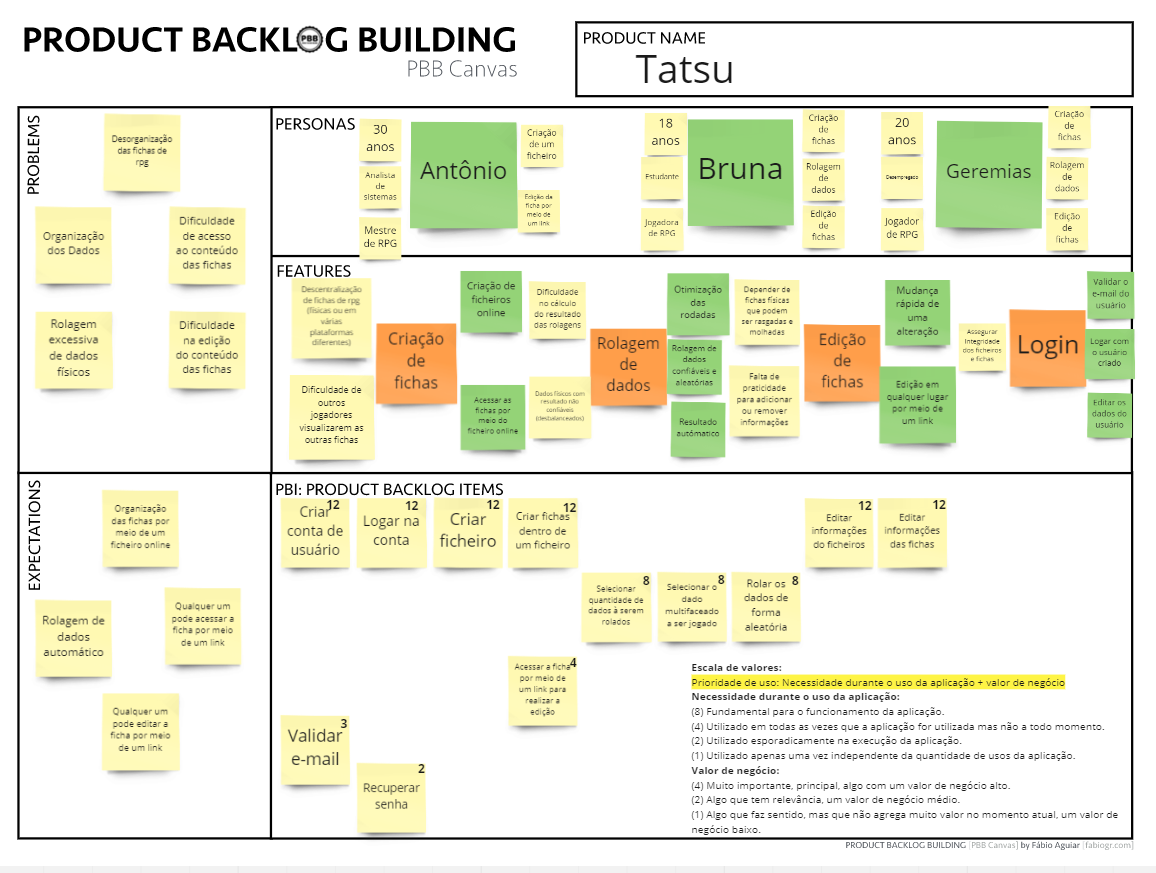 PRODUCT BACKLOG BUILDING
PBB Canvas
PRODUCT NAME
Tatsu
PROBLEMS
Desorganização
das fichas de
rpg
Organização
dos Dados
Dificuldade
de acesso
ao conteúdo
das fichas
Rolagem
excessiva
de dados
físicos
Dificuldade
na edição
do conteúdo
das fichas
PERSONAS
30
anos
Analista
de
sistemas
Mestre
de RPG
Antônio
Criação
de um
ficheiro
Edição da
ficha por
meio de
um link
18
anos
Estudante
Jogadora
de RPG
Bruna
Criação
de
fichas
Rolagem
de
dados
Edição
de
fichas
20
anos
Desempregado
Jogador
de RPG
Geremias
Criação
de
fichas
Rolagem
de
dados
Edição
de
fichas
FEATURES
Descentralização
de fichas de rpg
(físicas ou em
várias
plataformas
diferentes)
Dificuldade de
outros
jogadores
visualizarem as
outras fichas
Criação
de
fichas
Criação de
ficheiros
online
Acessar as
fichas por
meio do
ficheiro online
Dificuldade
no cálculo
do resultado
das rolagens
Dados físicos com
resultado não
confiáveis
(desbalanceados)
Rolagem
de
dados
Otimização
das
rodadas
Rolagem de
dados
confiáveis e
aleatórias
Resultado
autómatico
Depender de
fichas físicas
que podem
ser rasgadas e
molhadas
Falta de
praticidade
para adicionar
ou remover
informações
Edição
de
fichas
Mudança
rápida de
uma
alteração
Edição em
qualquer lugar
por meio de
um link
Assegurar
Integridade
dos ficheiros
e fichas
Login
Validar o
e-mail do
usuário
Logar com
o usuário
criado
Editar os
dados do
usuário
EXPECTATIONS
Organização
das fichas por
meio de um
ficheiro online
Rolagem de
dados
automático
Qualquer um
pode acessar a
ficha por meio
de um link
Qualquer um
pode editar a
ficha por meio
de um link
PBI: PRODUCT BACKLOG ITEMS
12
Criar
conta de
usuário
12
Logar na
conta
12
Criar
ficheiro
12
Criar fichas
dentro de
um ficheiro
12
Editar
informações
do ficheiros
12
Editar
informações
das fichas
8
Selecionar
quantidade de
dados à serem
rolados
8
Selecionar o
dado
multifaceado
a ser jogado
8
Rolar os
dados de
forma
aleatória
4
Acessar a ficha
por meio de
um link para
realizar a
edição
3
Validar
e-mail
2
Recuperar
senha
Escala de valores:
Prioridade de uso: Necessidade durante o uso da aplicação + valor de negócio
Necessidade durante o uso da aplicação:
(8) Fundamental para o funcionamento da aplicação.
(4) Utilizado em todas as vezes que a aplicação for utilizada mas não a todo momento.
(2) Utilizado esporadicamente na execução da aplicação.
(1) Utilizado apenas uma vez independente da quantidade de usos da aplicação.
Valor de negócio:
(4) Muito importante, principal, algo com um valor de negócio alto.
(2) Algo que tem relevância, um valor de negócio médio.
(1) Algo que faz sentido, mas que não agrega muito valor no momento atual, um valor de
negócio baixo.
PRODUCT BACKLOG BUILDING [PBB Canvas] by Fábio Aguiar [fabiogr.com]